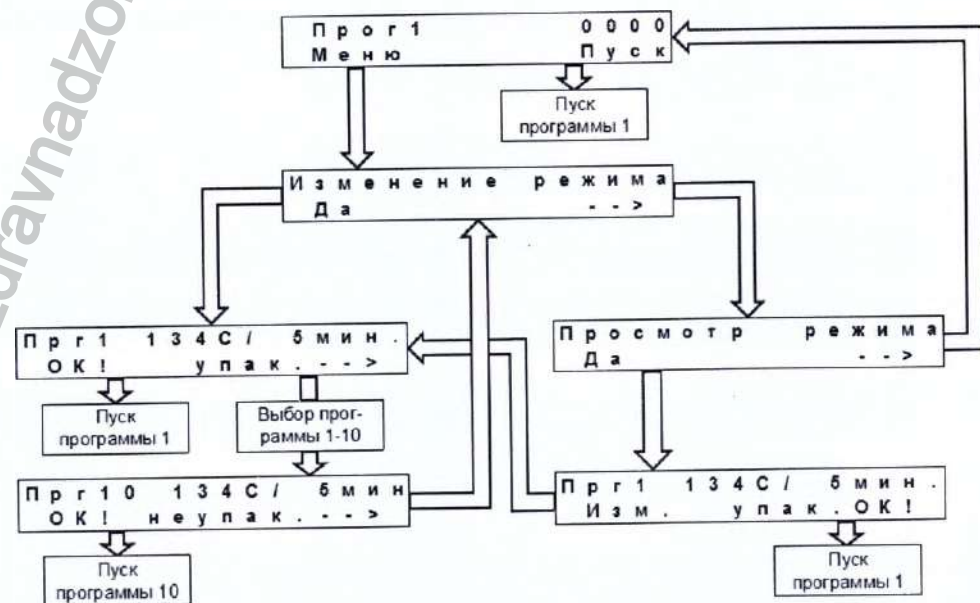 Прог1 0000
Меню Пуск
Пуск
программы 1
Изменение режима
Да -->
Прг1 134С/ 5мин.
ОК! упак.-->
Просмотр режима
Да -->
Пуск
программы 1
Выбор прог-
раммы 1-10
Прг10 134С/ 5мин
ОК! неупак.-->
Прг1 134С/ 5мин.
Изм. упак.ОК!
Пуск
программы 10
Пуск
программы 1